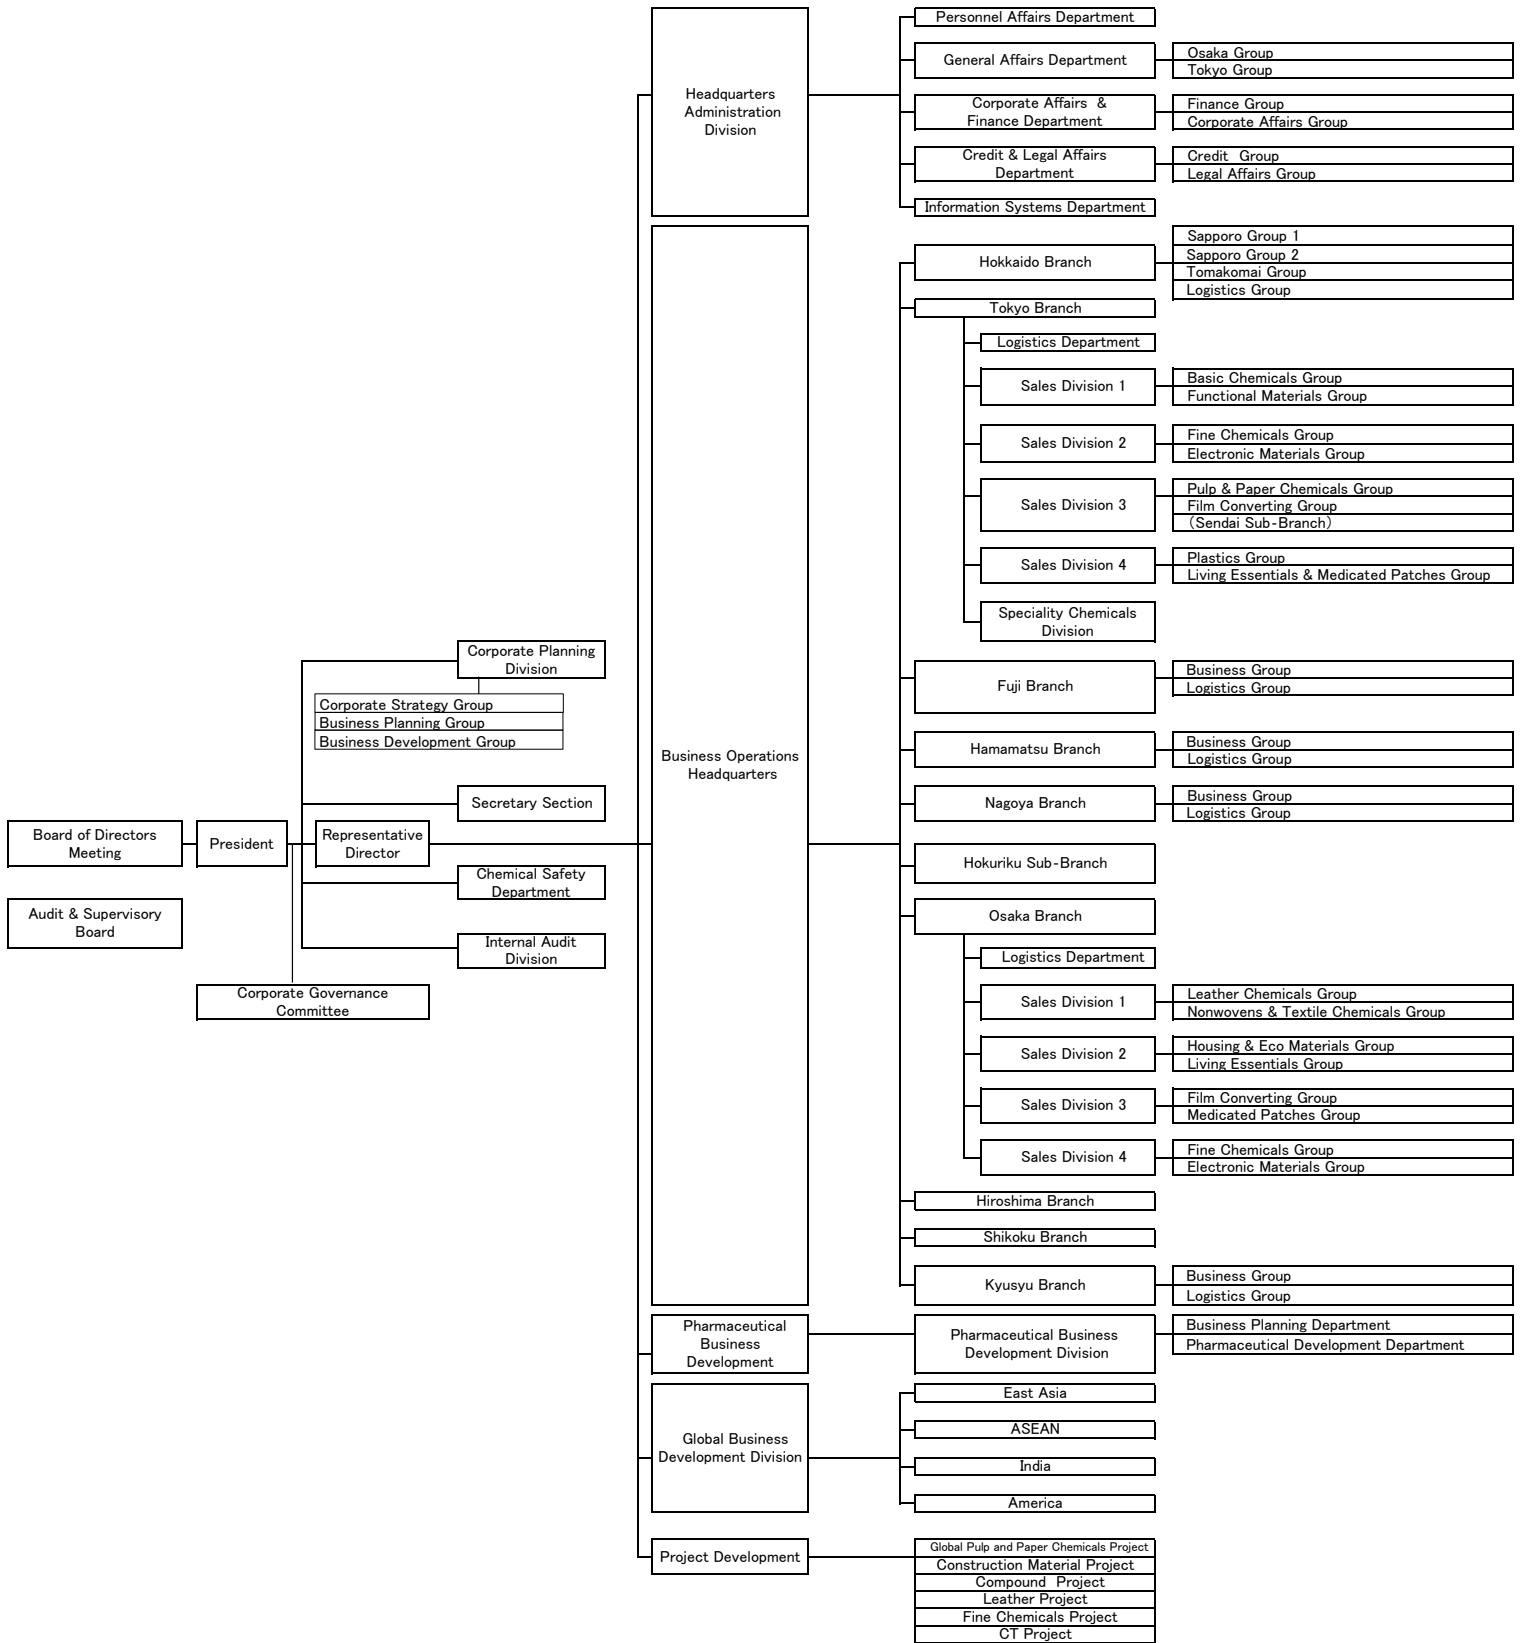 Board of Directors
Meeting
Audit & Supervisory
Board
President
Corporate Governance
Committee
Representative
Director
Corporate Planning
Division
Corporate Strategy Group
Business Planning Group
Business Development Group
Secretary Section
Chemical Safety
Department
Internal Audit
Division
Headquarters
Administration
Division
Personnel Affairs Department
General Affairs Department
Osaka Group
Tokyo Group
Corporate Affairs &
Finance Department
Finance Group
Corporate Affairs Group
Credit & Legal Affairs
Department
Credit Group
Legal Affairs Group
Information Systems Department
Business Operations
Headquarters
Hokkaido Branch
Sapporo Group 1
Sapporo Group 2
Tomakomai Group
Logistics Group
Tokyo Branch
Logistics Department
Sales Division 1
Basic Chemicals Group
Functional Materials Group
Sales Division 2
Fine Chemicals Group
Electronic Materials Group
Sales Division 3
Pulp & Paper Chemicals Group
Film Converting Group
(Sendai Sub-Branch)
Sales Division 4
Plastics Group
Living Essentials & Medicated Patches Group
Speciality Chemicals
Division
Fuji Branch
Business Group
Logistics Group
Hamamatsu Branch
Business Group
Logistics Group
Nagoya Branch
Business Group
Logistics Group
Hokuriku Sub-Branch
Osaka Branch
Logistics Department
Sales Division 1
Leather Chemicals Group
Nonwovens & Textile Chemicals Group
Sales Division 2
Housing & Eco Materials Group
Living Essentials Group
Sales Division 3
Film Converting Group
Medicated Patches Group
Sales Division 4
Fine Chemicals Group
Electronic Materials Group
Hiroshima Branch
Shikoku Branch
Kyusyu Branch
Business Group
Logistics Group
Pharmaceutical
Business
Development
Pharmaceutical Business
Development Division
Business Planning Department
Pharmaceutical Development Department
Global Business
Development Division
East Asia
ASEAN
India
America
Project Development
Global Pulp and Paper Chemicals Project
Construction Material Project
Compound Project
Leather Project
Fine Chemicals Project
CT Project